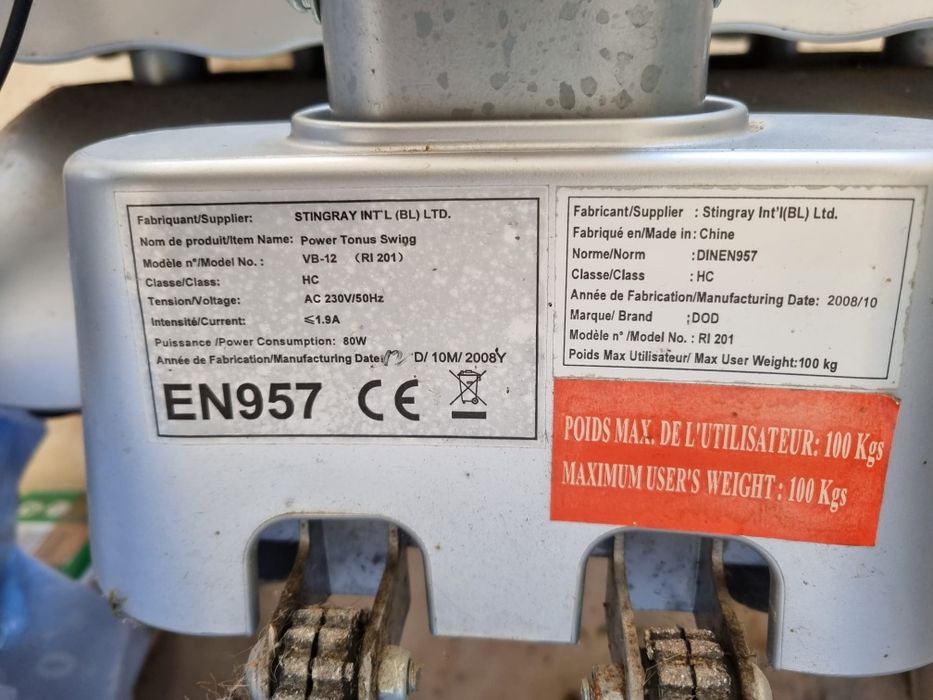 Fabriquant/Supplier: STINGRAY INT'L (BL) LTD.
Nom de produit/Item Name: Power Tonus Swing
Modèle n°/Model No. : VB-12 (RI 201)
Classe/Class: HC
Tension/Voltage: AC 230V/50Hz
Intensité/Current: ≤1.9A
Puissance /Power Consumption: 80W
Année de Fabrication/Manufacturing Date: D/ 10M/ 2008Y
EN957 CE
Fabricant/Supplier : Stingray Int'l(BL) Ltd.
Fabriqué en/Made in: Chine
Norme/Norm :DINEN957
Classe/Class : HC
Année de Fabrication/Manufacturing Date: 2008/10
Marque/ Brand ;DOD
Modèle n° /Model No. : RI 201
Poids Max Utilisateur/ Max User Weight:100 kg
POIDS MAX. DE L'UTILISATEUR: 100 Kgs
MAXIMUM USER'S WEIGHT : 100 Kgs